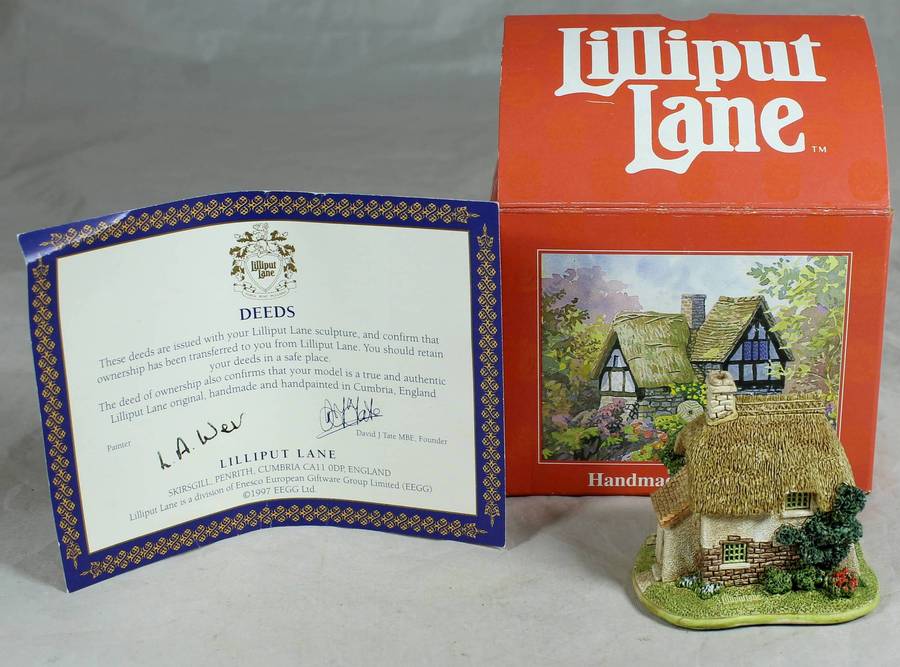 Lilliput
Lane
DEEDS
These deeds are issued with your Lilliput Lane sculpture, and confirm that
ownership has been transferred to you from Lilliput Lane. You should retain
your deeds in a safe place.
The deed of ownership also confirms that your model is a true and authentic
Lilliput Lane original, handmade and handpainted in Cumbria, England
Painter
L.A. Wev
David J Tate MBE, Founder
LILLIPUT LANE
SKIRSGILL, PENRITH, CUMBRIA CA11 0DP, ENGLAND
Lilliput Lane is a division of Enesco European Giftware Group Limited (EEGG)
©1997 EEGG Ltd.
Lilliput
Lane™
Handma
Lilliput Lane